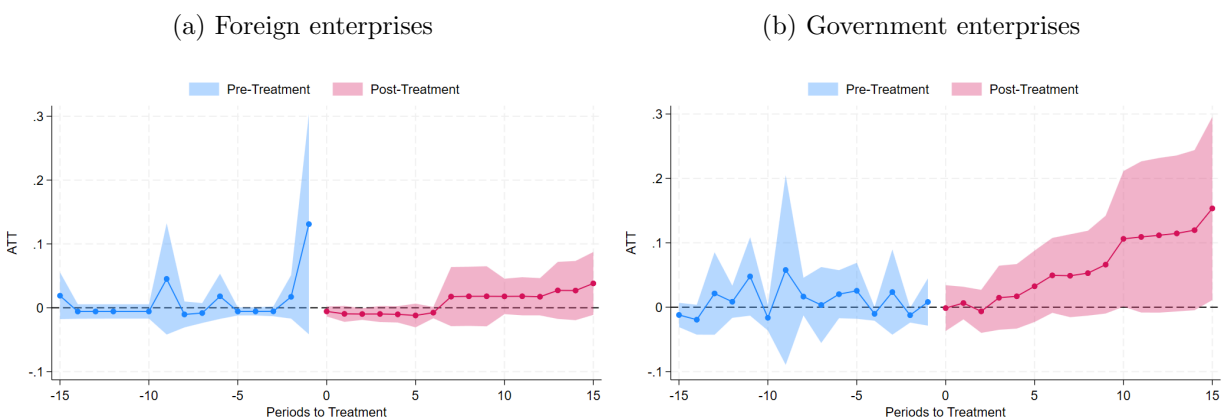 (a) Foreign enterprises
Pre-Treatment Post-Treatment
.3
.2
.1
0
-.1
ATT
-15 -10 -5 0 5 10 15
Periods to Treatment
(b) Government enterprises
Pre-Treatment Post-Treatment
.3
.2
.1
0
-.1
ATT
-15 -10 -5 0 5 10 15
Periods to Treatment